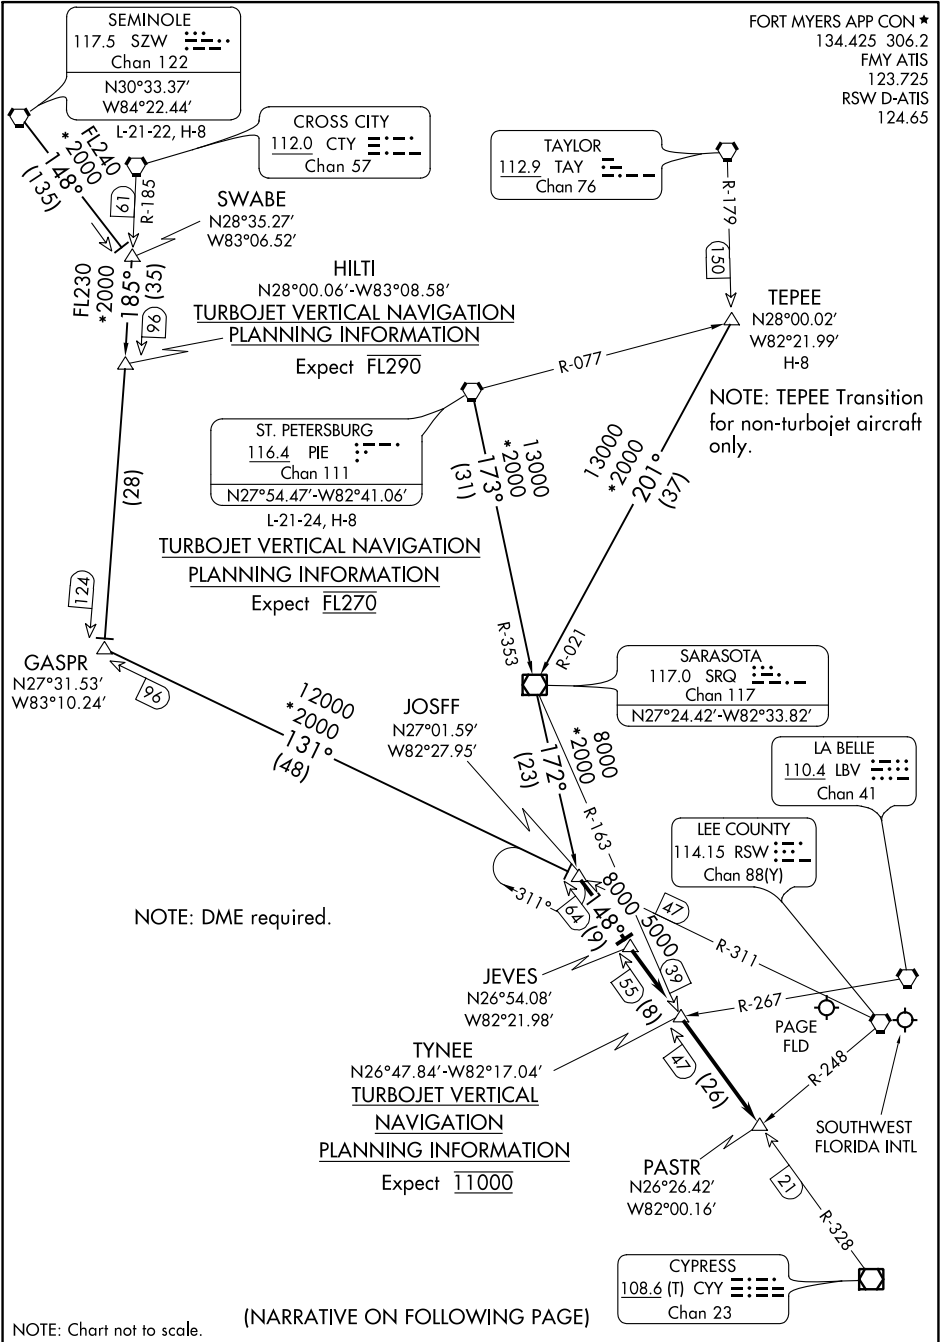 SEMINOLE
117.5 SZW
Chan 122
N30°33.37'
W84°22.44'
L-21-22, H-8
FORT MYERS APP CON ★
134.425 306.2
FMY ATIS
123.725
RSW D-ATIS
124.65
CROSS CITY
112.0 CTY
Chan 57
TAYLOR
112.9 TAY
Chan 76
FL240
*2000
148°
(135)
61
R-185
R-179
150
SWABE
N28°35.27'
W83°06.52'
FL230
*2000
185°
(35)
96
HILTI
N28°00.06'-W83°08.58'
TURBOJET VERTICAL NAVIGATION
PLANNING INFORMATION
Expect FL290
TEPEE
N28°00.02'
W82°21.99'
H-8
R-077
NOTE: TEPEE Transition
for non-turbojet aircraft
only.
ST. PETERSBURG
116.4 PIE
Chan 111
N27°54.47'-W82°41.06'
L-21-24, H-8
TURBOJET VERTICAL NAVIGATION
PLANNING INFORMATION
Expect FL270
13000
*2000
173°
(31)
13000
*2000
201°
(37)
(28)
124
R-353
R-021
GASPR
N27°31.53'
W83°10.24'
96
SARASOTA
117.0 SRQ
Chan 117
N27°24.42'-W82°33.82'
12000
*2000
131°
(48)
JOSFF
N27°01.59'
W82°27.95'
8000
*2000
172°
(23)
R-163
LA BELLE
110.4 LBV
Chan 41
LEE COUNTY
114.15 RSW
Chan 88(Y)
311°
64
8000
148°
(9)
5000
47
39
R-311
NOTE: DME required.
JEVES
N26°54.08'
W82°21.98'
55
(8)
R-267
PAGE
FLD
TYNEE
N26°47.84'-W82°17.04'
TURBOJET VERTICAL
NAVIGATION
PLANNING INFORMATION
Expect 11000
47
(26)
R-248
SOUTHWEST
FLORIDA INTL
PASTR
N26°26.42'
W82°00.16'
21
R-328
CYPRESS
108.6 (T) CYY
Chan 23
(NARRATIVE ON FOLLOWING PAGE)
NOTE: Chart not to scale.